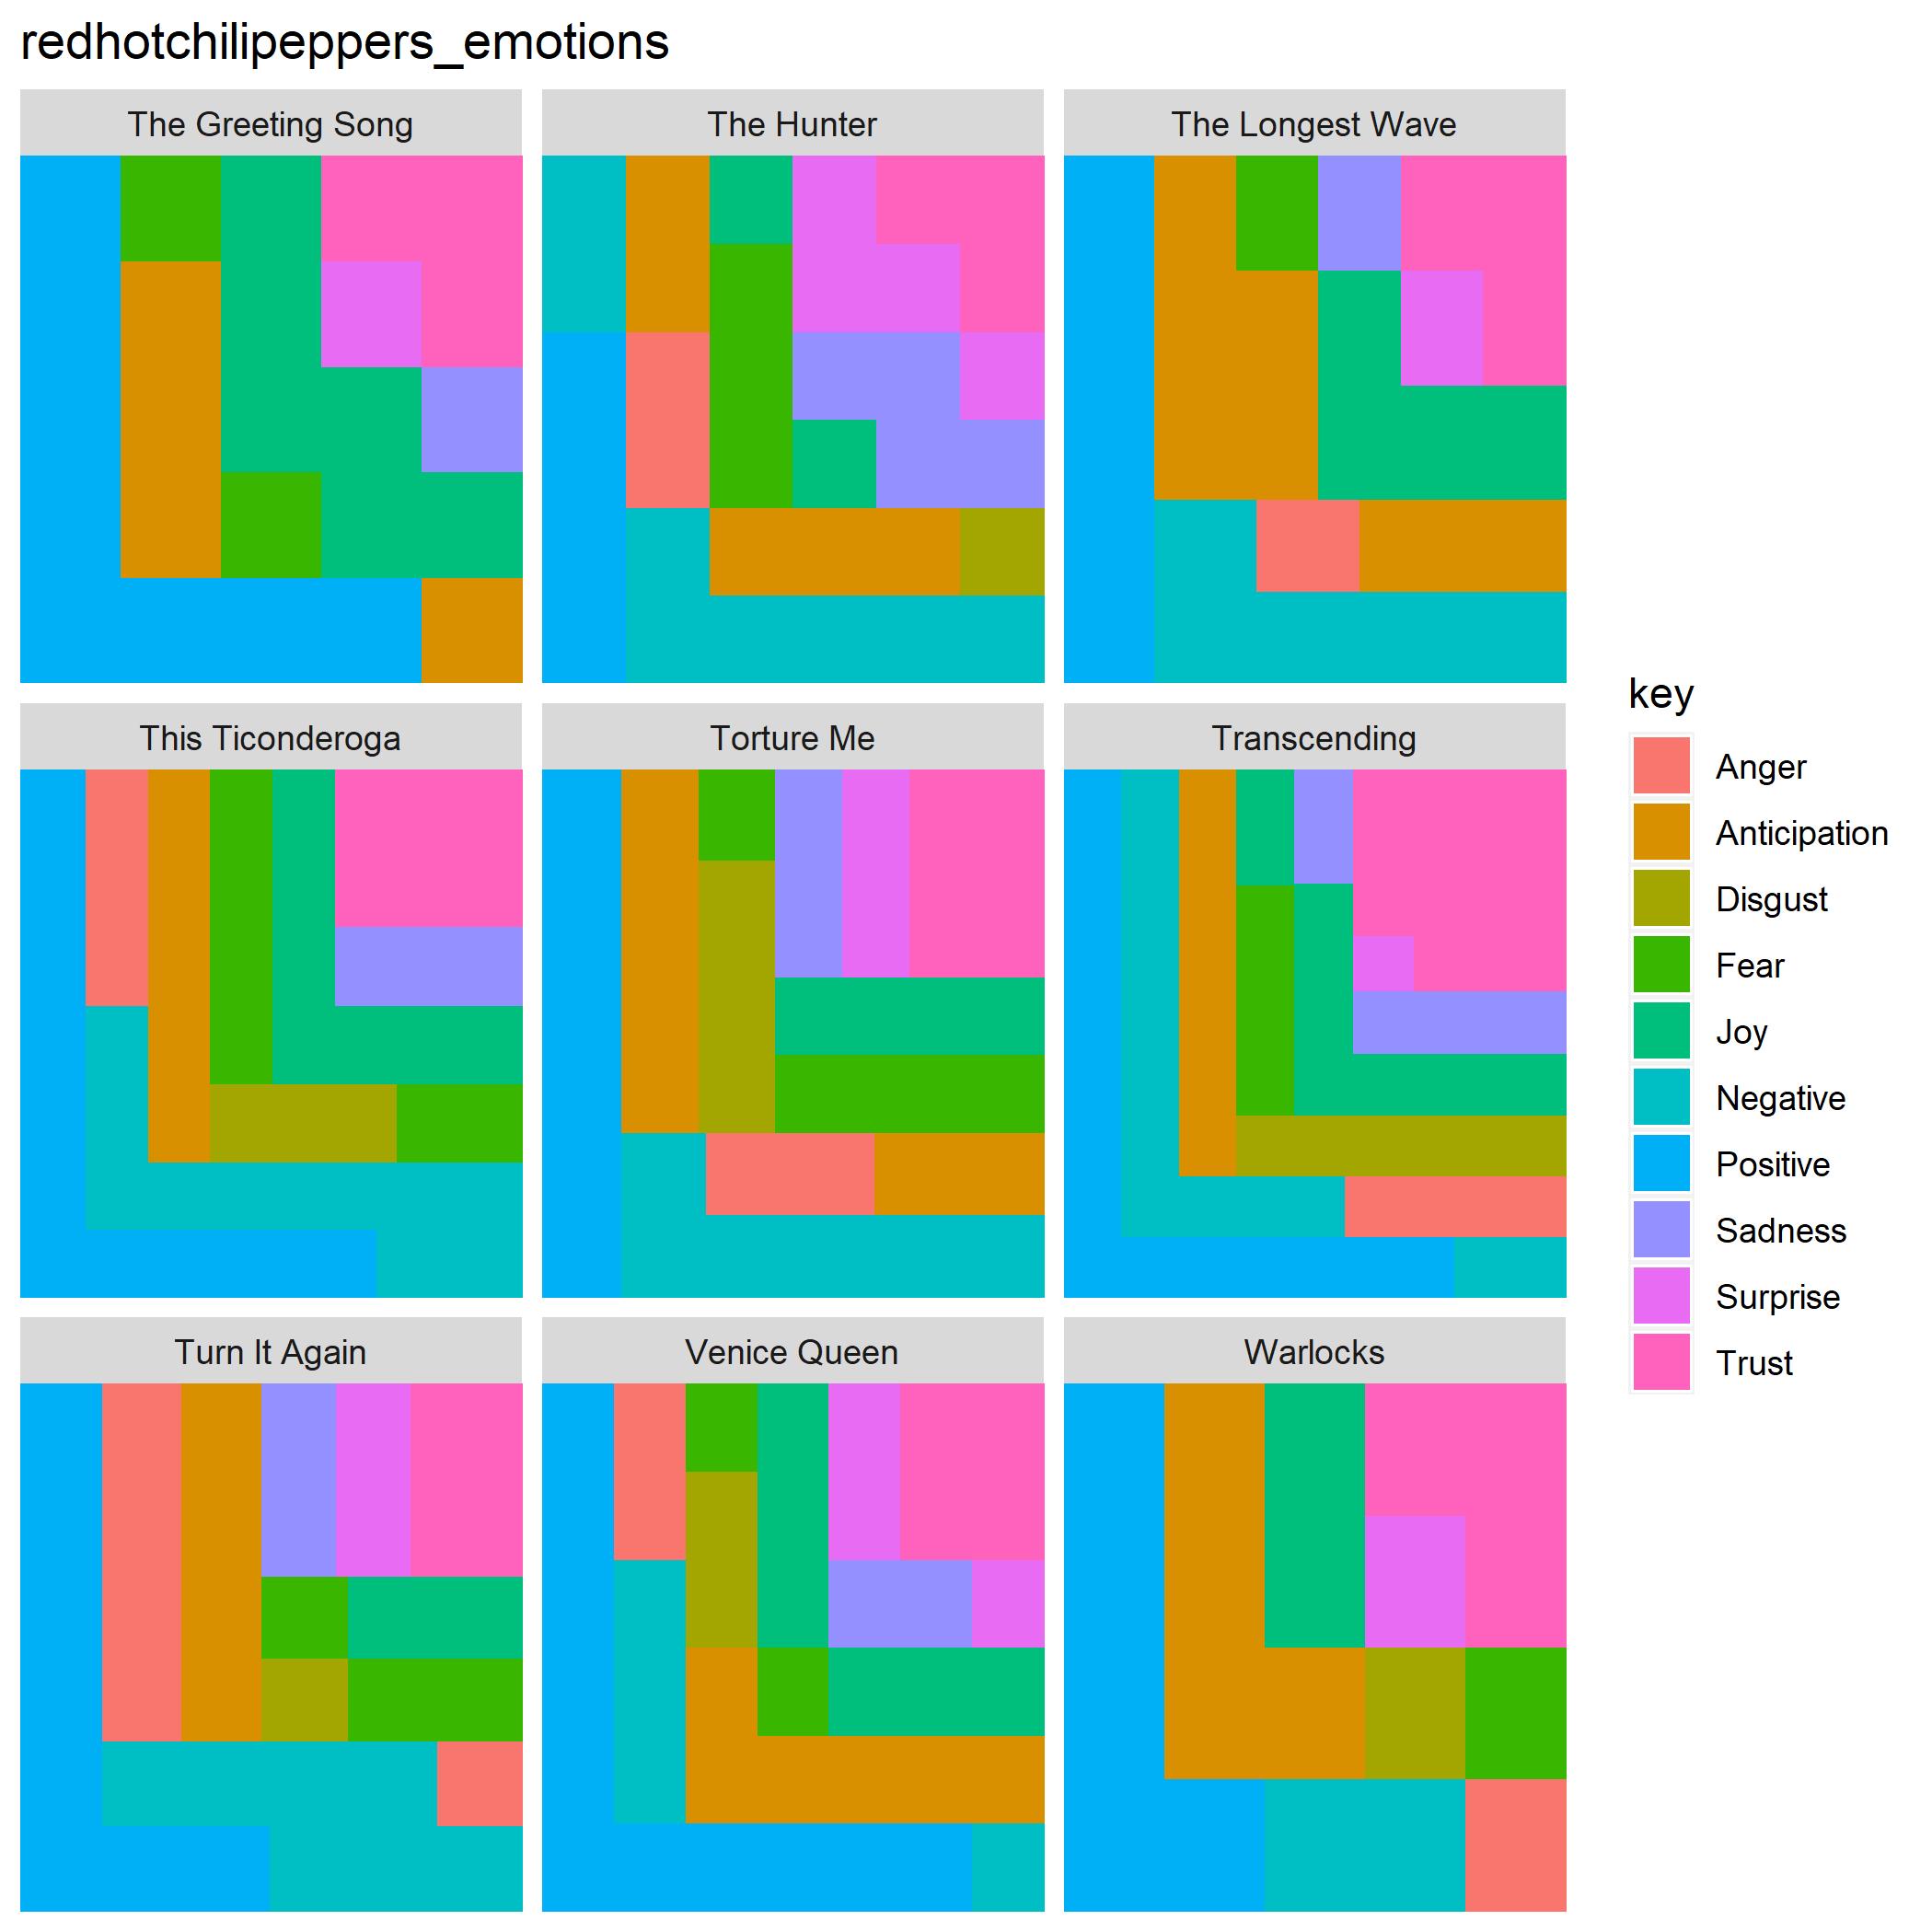 redhotchilipeppers_emotions
The Greeting Song
The Hunter
The Longest Wave
This Ticonderoga
Torture Me
Transcending
Turn It Again
Venice Queen
Warlocks
key
Anger
Anticipation
Disgust
Fear
Joy
Negative
Positive
Sadness
Surprise
Trust